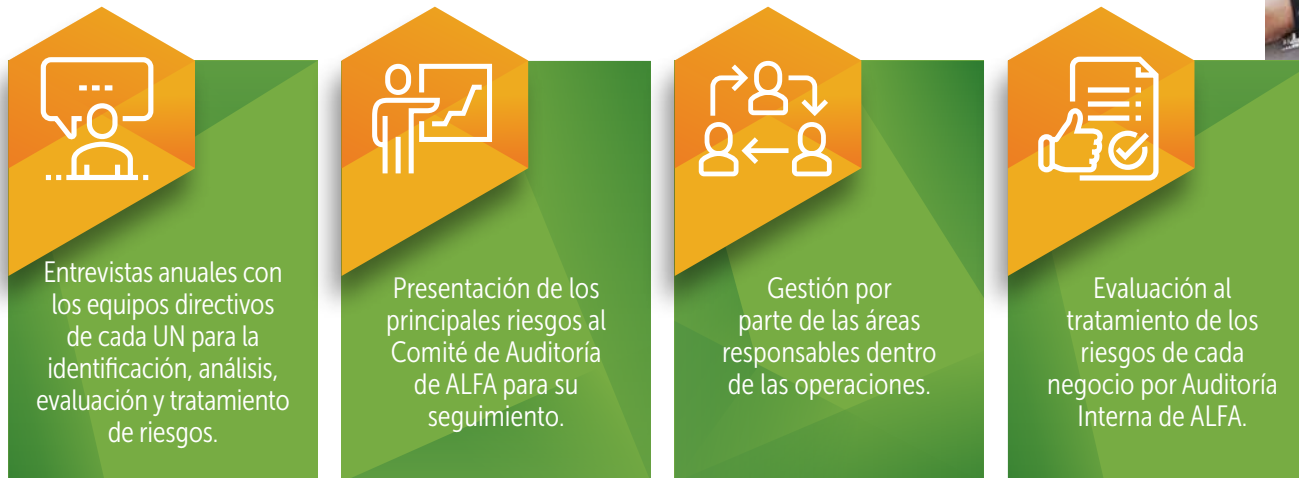 Entrevistas anuales con
los equipos directivos
de cada UN para la
identificación, análisis,
evaluación y tratamiento
de riesgos.
Presentación de los
principales riesgos al
Comité de Auditoría
de ALFA para su
seguimiento.
Gestión por
parte de las áreas
responsables dentro
de las operaciones.
Evaluación al
tratamiento de los
riesgos de cada
negocio por Auditoría
Interna de ALFA.